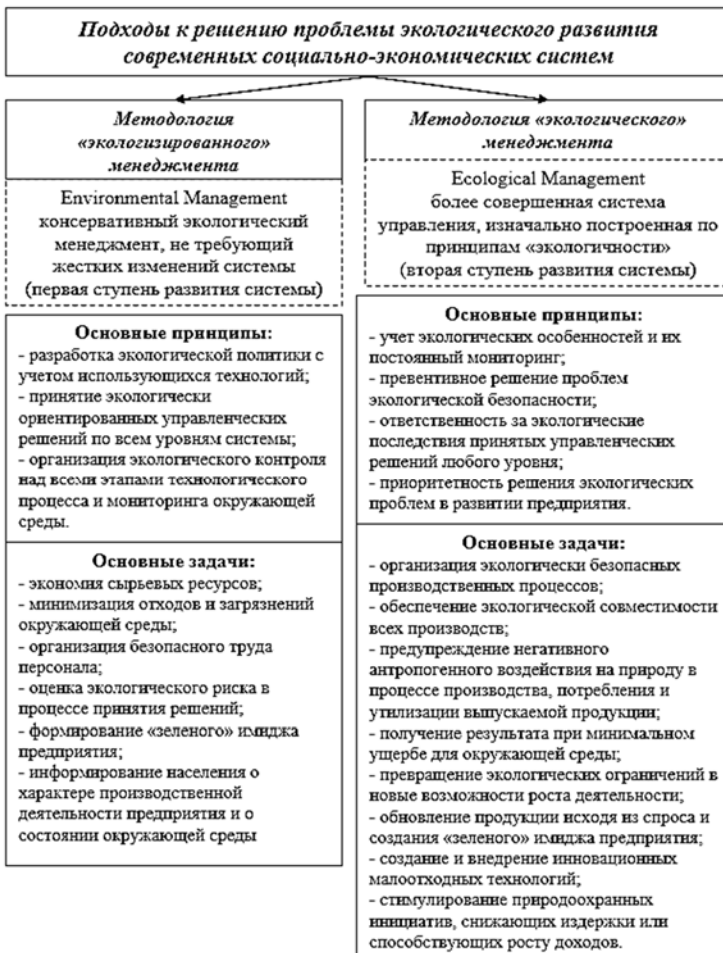 Подходы к решению проблемы экологического развития
современных социально-экономических систем
Методология
«экологизированного»
менеджмента
Environmental Management
консервативный экологический
менеджмент, не требующий
жестких изменений системы
(первая ступень развития системы)
Основные принципы:
- разработка экологической политики с
учетом использующихся технологий;
- принятие экологически
ориентированных управленческих
решений по всем уровням системы;
- организация экологического контроля
над всеми этапами технологического
процесса и мониторинга окружающей
среды.
Основные задачи:
- экономия сырьевых ресурсов;
- минимизация отходов и загрязнений
окружающей среды;
- организация безопасного труда
персонала;
- оценка экологического риска в
процессе принятия решений;
- формирование «зеленого» имиджа
предприятия;
- информирование населения о
характере производственной
деятельности предприятия и о
состоянии окружающей среды
Методология «экологического»
менеджмента
Ecological Management
более совершенная система
управления, изначально построенная по
принципам «экологичности»
(вторая ступень развития системы)
Основные принципы:
- учет экологических особенностей и их
постоянный мониторинг;
- превентивное решение проблем
экологической безопасности;
- ответственность за экологические
последствия принятых управленческих
решений любого уровня;
- приоритетность решения экологических
проблем в развитии предприятия.
Основные задачи:
- организация экологически безопасных
производственных процессов;
- обеспечение экологической совместимости
всех производств;
- предупреждение негативного
антропогенного воздействия на природу в
процессе производства, потребления и
утилизации выпускаемой продукции;
- получение результата при минимальном
ущербе для окружающей среды;
- превращение экологических ограничений в
новые возможности роста деятельности;
- обновление продукции исходя из спроса и
создания «зеленого» имиджа предприятия;
- создание и внедрение инновационных
малоотходных технологий;
- стимулирование природоохранных
инициатив, снижающих издержки или
способствующих росту доходов.